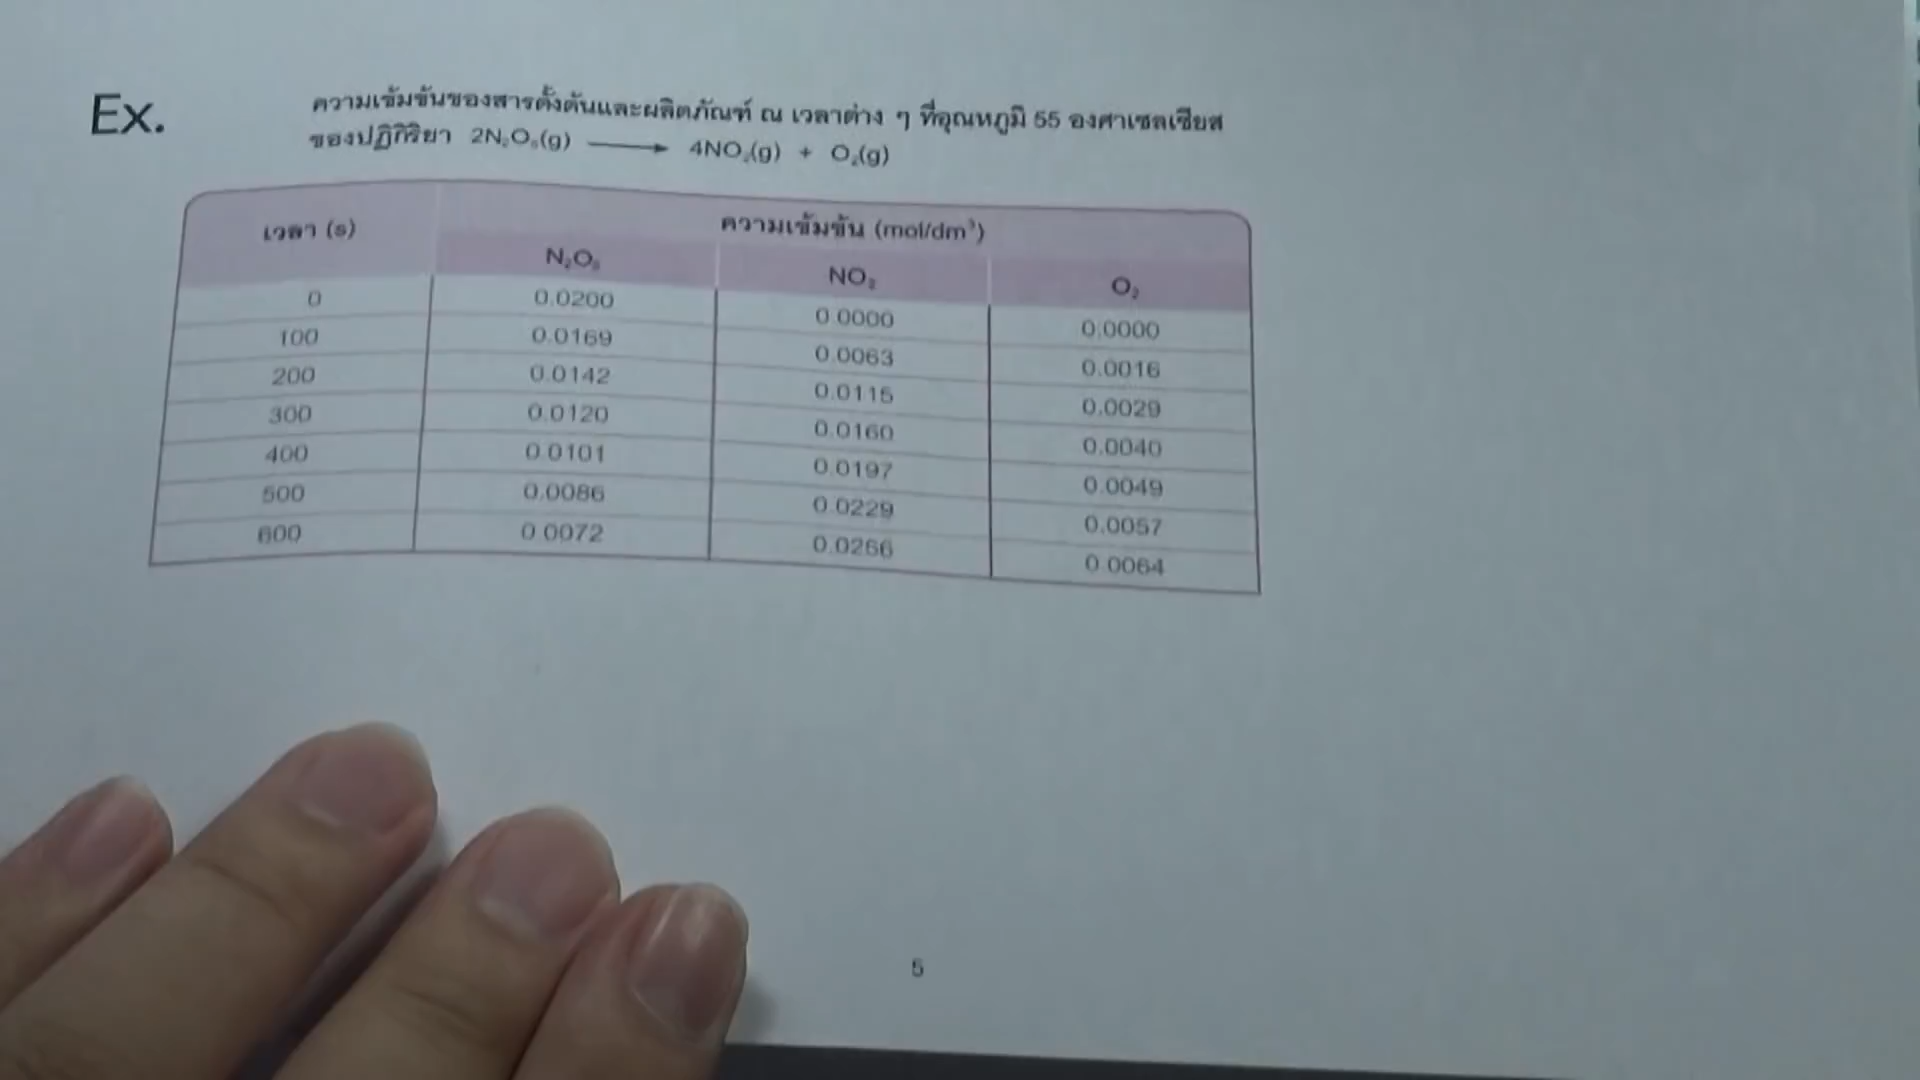 Ex.
ความเข้มข้นของสารตั้งต้นและผลิตภัณฑ์ ณ เวลาต่าง ๆ ที่อุณหภูมิ 55 องศาเซลเซียส
ของปฏิกิริยา 2N₂O₅(g) ⟶ 4NO₂(g) + O₂(g)
เวลา (s) ความเข้มข้น (mol/dm³)
N₂O₅ NO₂ O₂
0 0.0200 0.0000 0.0000
100 0.0169 0.0063 0.0016
200 0.0142 0.0115 0.0029
300 0.0120 0.0160 0.0040
400 0.0101 0.0197 0.0049
500 0.0086 0.0229 0.0057
600 0.0072 0.0266 0.0064
5